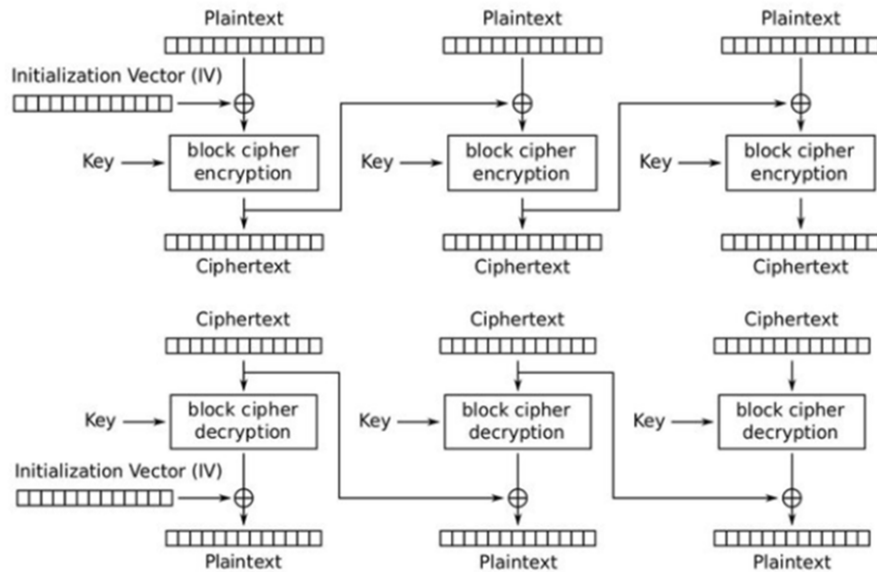 Plaintext Plaintext Plaintext
Initialization Vector (IV)
Key block cipher encryption Key block cipher encryption Key block cipher encryption
Ciphertext Ciphertext Ciphertext
Ciphertext Ciphertext Ciphertext
Key block cipher decryption Key block cipher decryption Key block cipher decryption
Initialization Vector (IV)
Plaintext Plaintext Plaintext